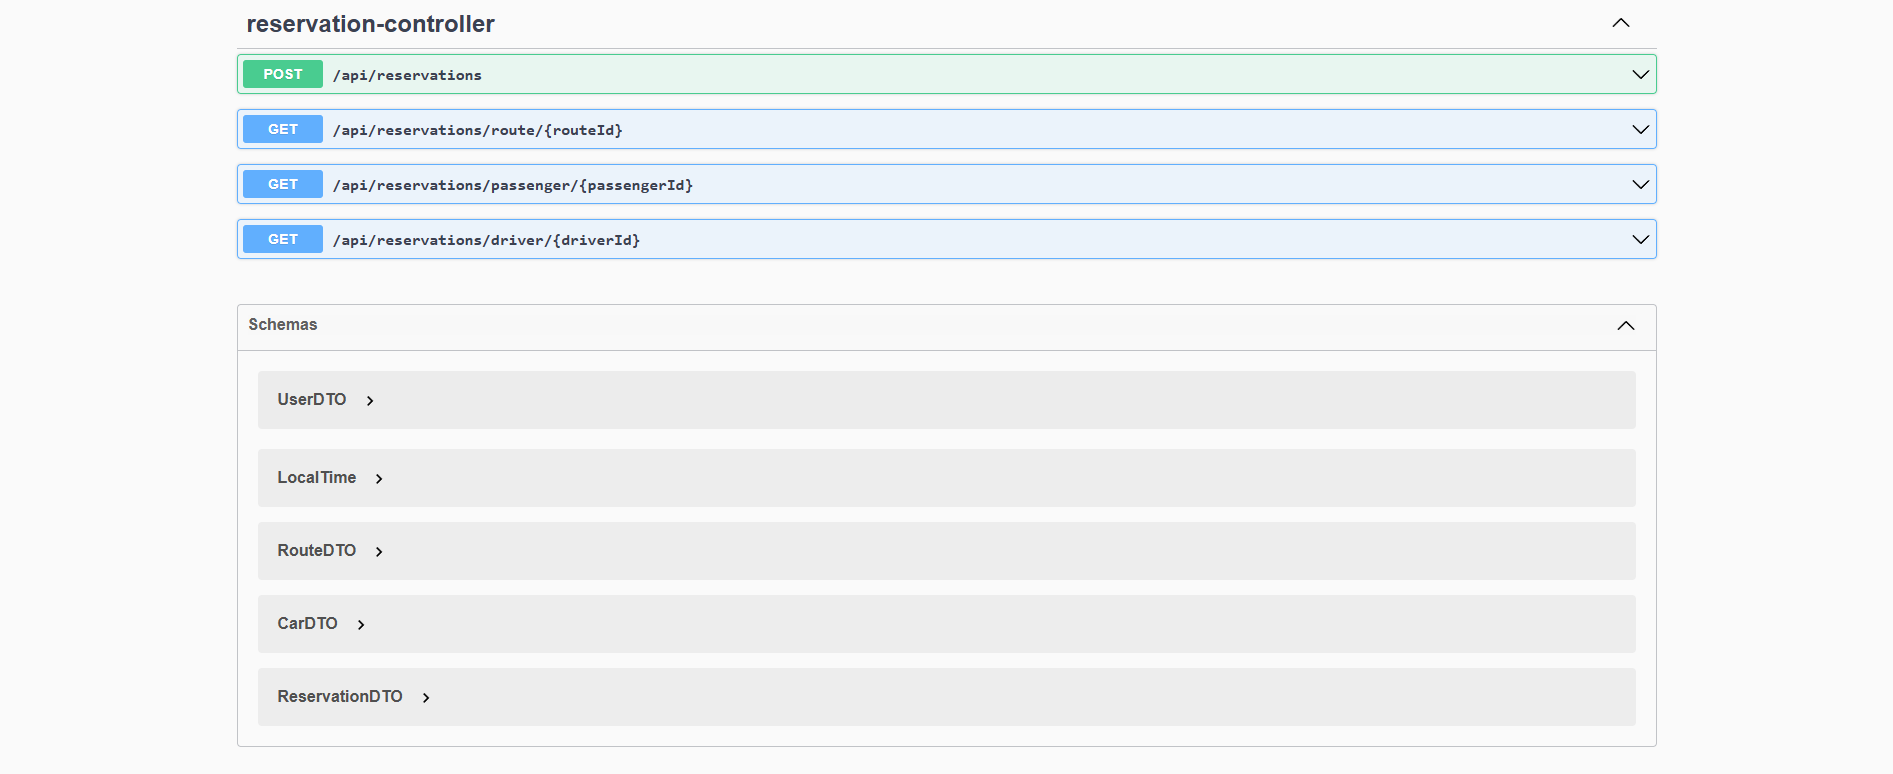 reservation-controller
POST /api/reservations
GET /api/reservations/route/{routeId}
GET /api/reservations/passenger/{passengerId}
GET /api/reservations/driver/{driverId}
Schemas
UserDTO
LocalTime
RouteDTO
CarDTO
ReservationDTO